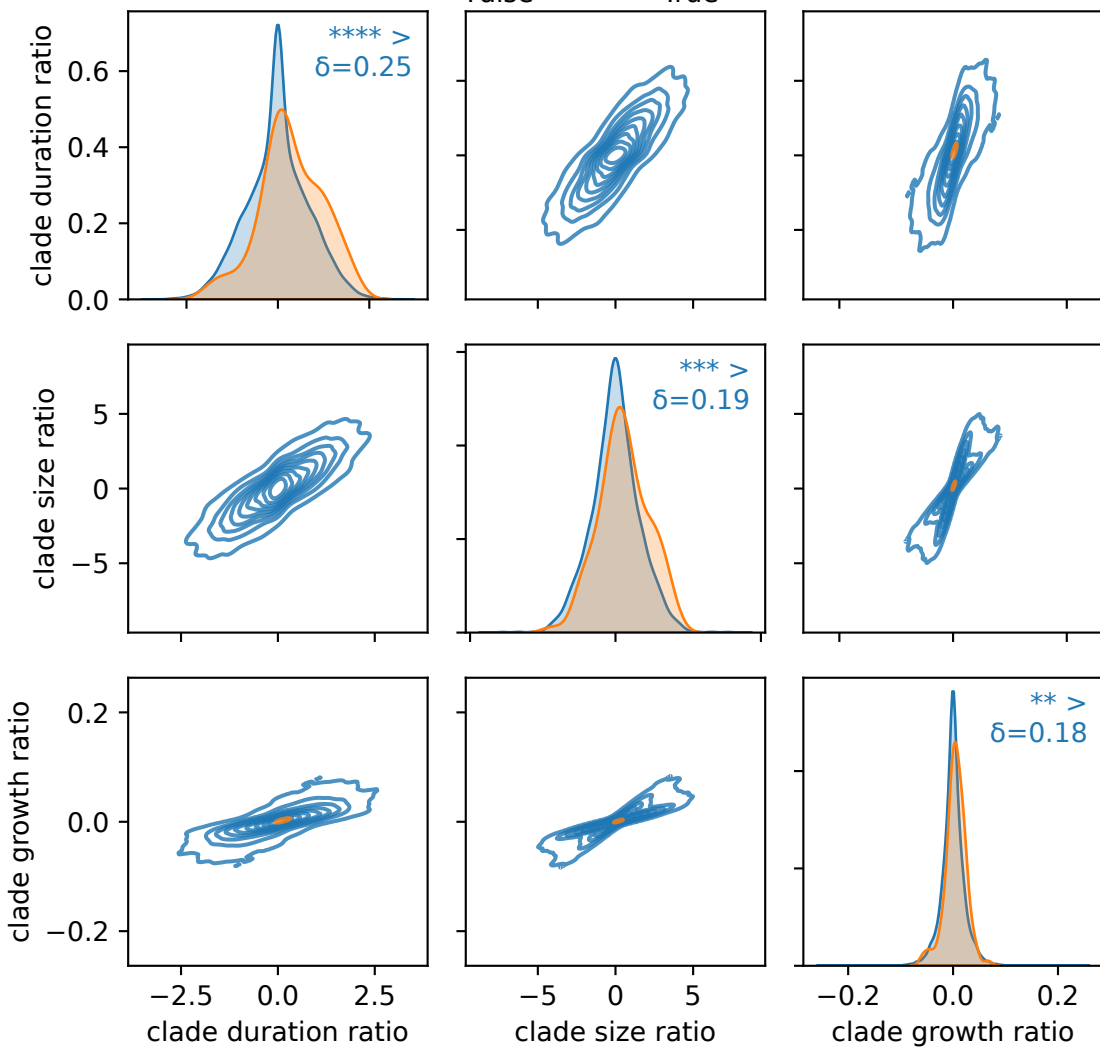 clade duration ratio
0.6
0.4
0.2
0.0
**** >
δ=0.25
clade size ratio
5
0
−5
*** >
δ=0.19
clade growth ratio
0.2
0.0
−0.2
** >
δ=0.18
−2.5 0.0 2.5
−5 0 5
−0.2 0.0 0.2
clade duration ratio
clade size ratio
clade growth ratio